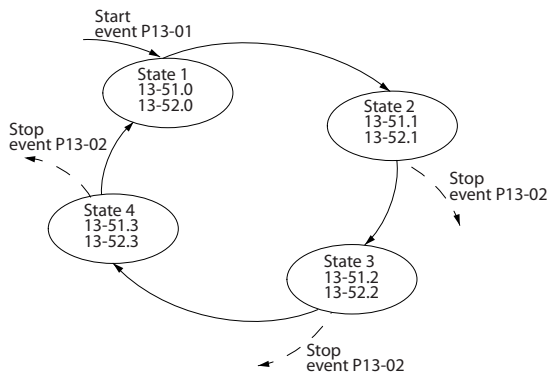 Start
event P13-01
State 1
13-51.0
13-52.0
State 2
13-51.1
13-52.1
Stop
event P13-02
Stop
event P13-02
State 4
13-51.3
13-52.3
State 3
13-51.2
13-52.2
Stop
event P13-02